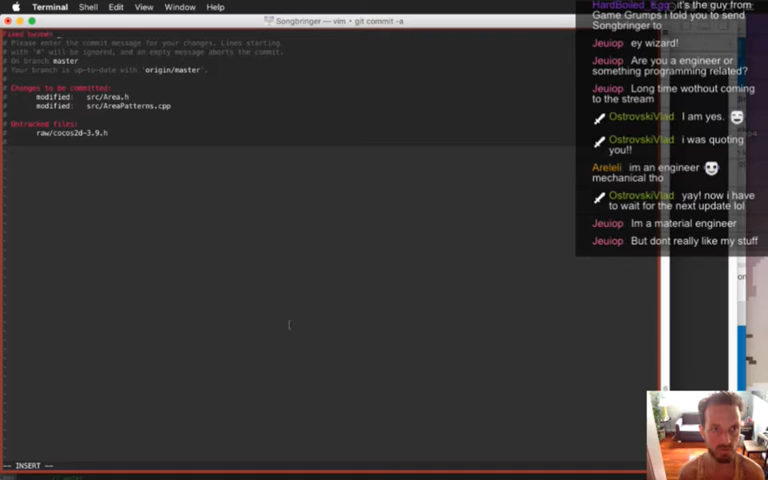 Terminal Shell Edit View Window Help
Songbringer — vim • git commit -a
Fixed
# Please enter the commit message for your changes. Lines starting
# with '#' will be ignored, and an empty message aborts the commit.
# On branch master
# Your branch is up-to-date with 'origin/master'.
#
# Changes to be committed:
# modified: src/Area.h
# modified: src/AreaPatterns.cpp
#
# Untracked files:
# raw/cocos2d-3.9.h
#
-- INSERT --
HardBoiled_Egg it's the guy from
Game Grumps i told you to send
Songbringer to
Jeuiop ey wizard!
Jeuiop Are you a engineer or
something programming related?
Jeuiop Long time wothout coming
to the stream
OstrovskiVlad I am yes.
OstrovskiVlad i was quoting
you!!
Areleli im an engineer
mechanical tho
OstrovskiVlad yay! now i have
to wait for the next update lol
Jeuiop Im a material engineer
Jeuiop But dont really like my stuff